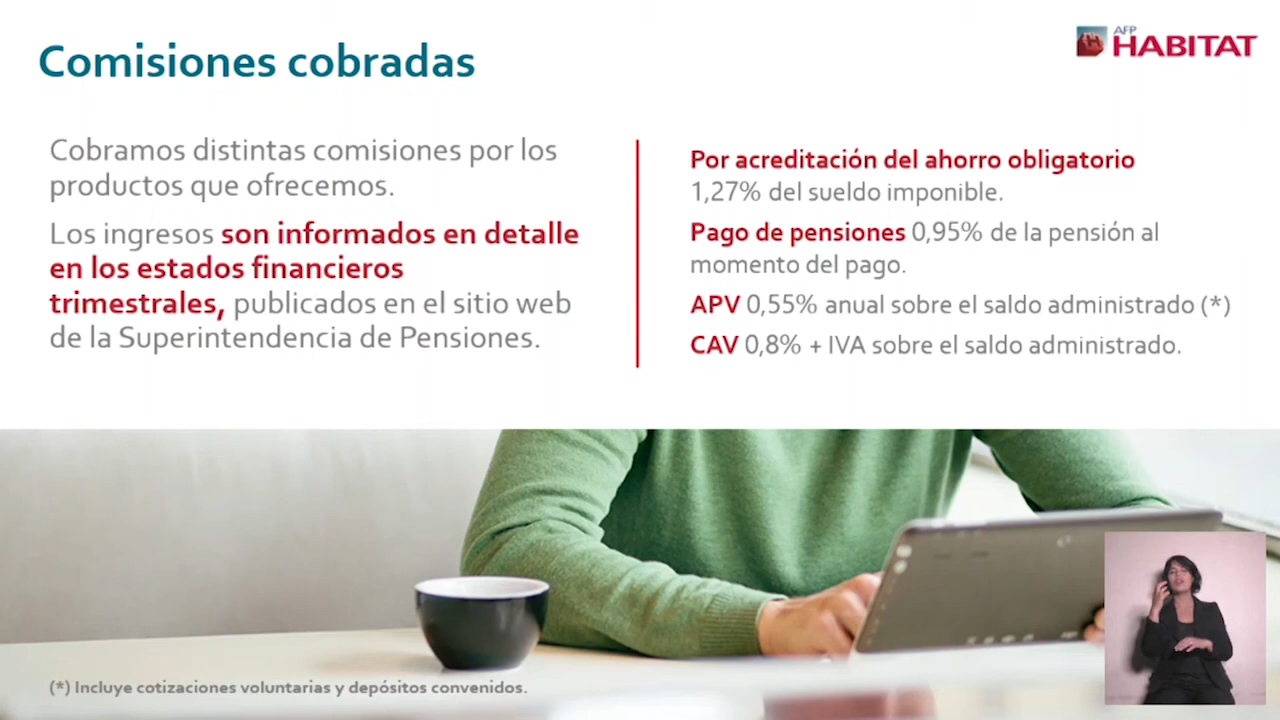 Comisiones cobradas
AFP
HABITAT
Cobramos distintas comisiones por los
productos que ofrecemos.
Los ingresos son informados en detalle
en los estados financieros
trimestrales, publicados en el sitio web
de la Superintendencia de Pensiones.
Por acreditación del ahorro obligatorio
1,27% del sueldo imponible.
Pago de pensiones 0,95% de la pensión al
momento del pago.
APV 0,55% anual sobre el saldo administrado (*)
CAV 0,8% + IVA sobre el saldo administrado.
(*) Incluye cotizaciones voluntarias y depósitos convenidos.